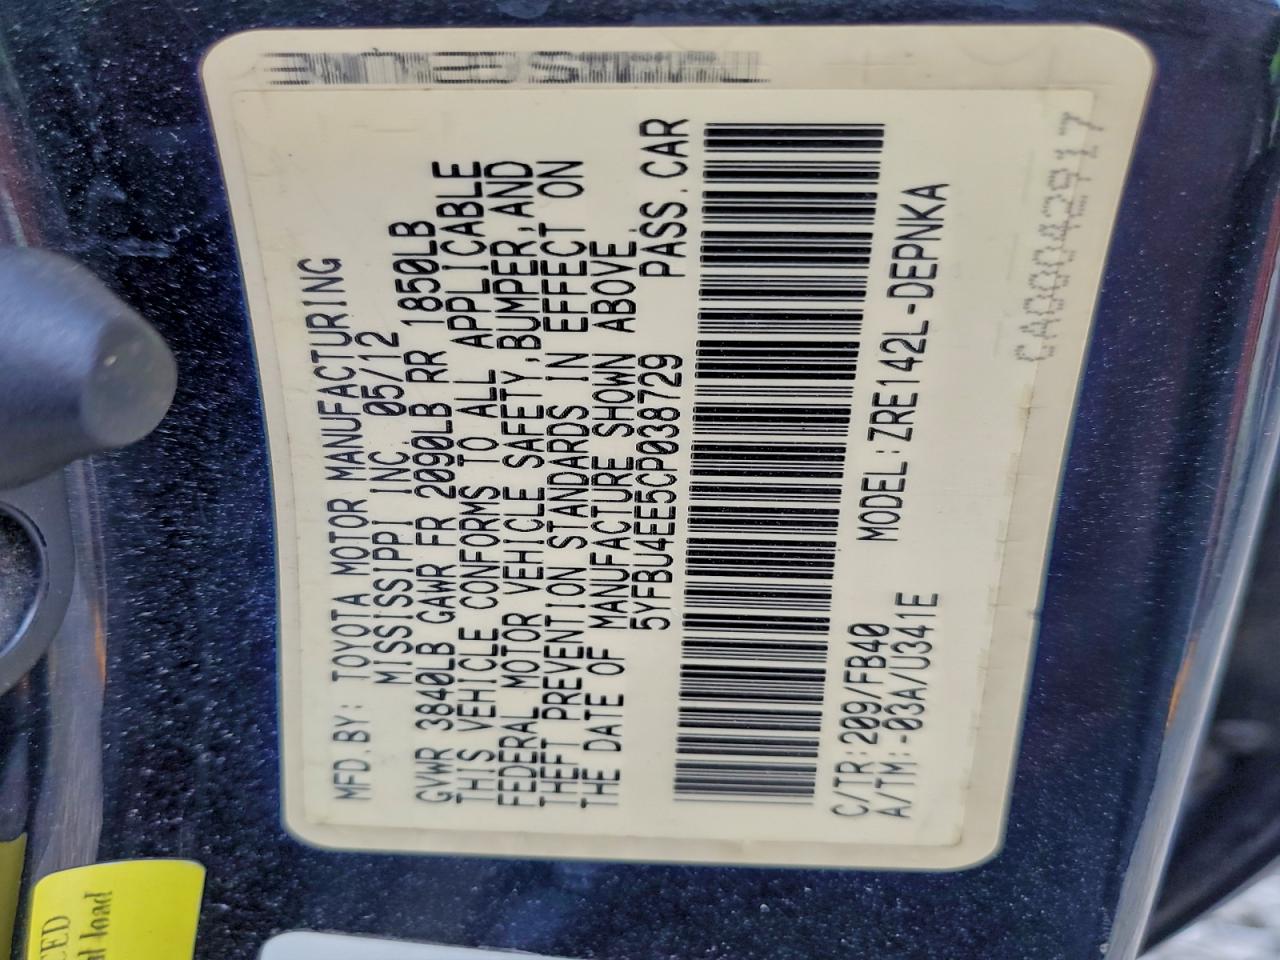 MFD.BY: TOYOTA MOTOR MANUFACTURING
MISSISSIPPI INC. 05/12
GVWR 3840LB GAWR FR 2090LB RR 1850LB
THIS VEHICLE CONFORMS TO ALL APPLICABLE
FEDERAL MOTOR VEHICLE SAFETY,BUMPER,AND
THEFT PREVENTION STANDARDS IN EFFECT ON
THE DATE OF MANUFACTURE SHOWN ABOVE.
5YFBU4EE5CP038729 PASS.CAR
C/TR:209/FB40 MODEL:ZRE142L-DEPNKA
A/TM:-03A/U341E
CA000428917